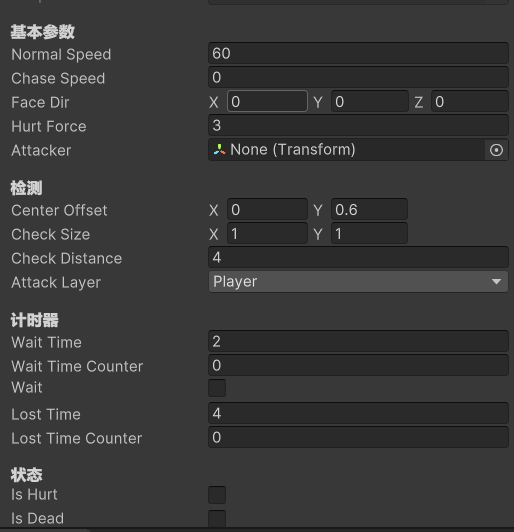 基本参数
Normal Speed 60
Chase Speed 0
Face Dir X 0 Y 0 Z 0
Hurt Force 3
Attacker None (Transform)
检测
Center Offset X 0 Y 0.6
Check Size X 1 Y 1
Check Distance 4
Attack Layer Player
计时器
Wait Time 2
Wait Time Counter 0
Wait
Lost Time 4
Lost Time Counter 0
状态
Is Hurt
Is Dead